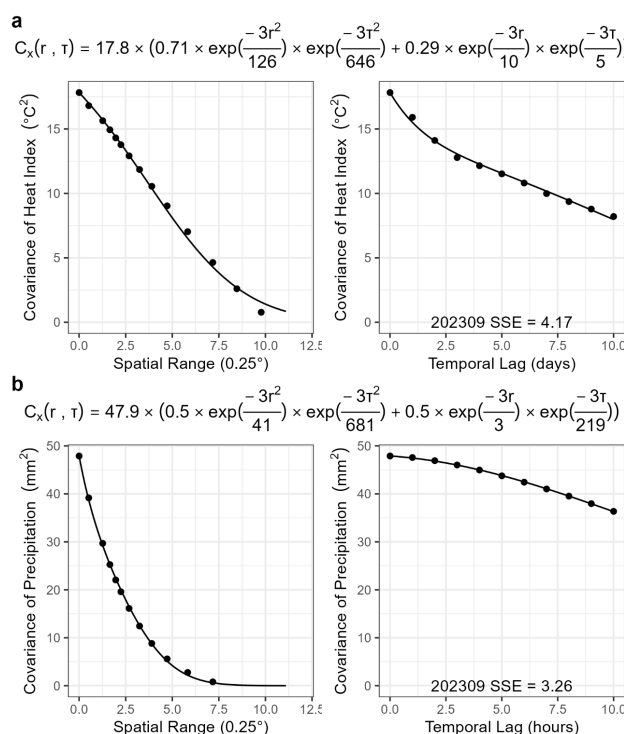 a
Cₓ(r , τ) = 17.8 × (0.71 × exp(−3r²/126) × exp(−3τ²/646) + 0.29 × exp(−3r/10) × exp(−3τ/5))
Covariance of Heat Index (°C²)
15
10
5
0
0.0 2.5 5.0 7.5 10.0 12.5
Spatial Range (0.25°)
Covariance of Heat Index (°C²)
15
10
5
0
202309 SSE = 4.17
0.0 2.5 5.0 7.5 10.0
Temporal Lag (days)
b
Cₓ(r , τ) = 47.9 × (0.5 × exp(−3r²/41) × exp(−3τ²/681) + 0.5 × exp(−3r/3) × exp(−3τ/219))
Covariance of Precipitation (mm²)
50
40
30
20
10
0
0.0 2.5 5.0 7.5 10.0 12.5
Spatial Range (0.25°)
Covariance of Precipitation (mm²)
50
40
30
20
10
0
202309 SSE = 3.26
0.0 2.5 5.0 7.5 10.0
Temporal Lag (hours)